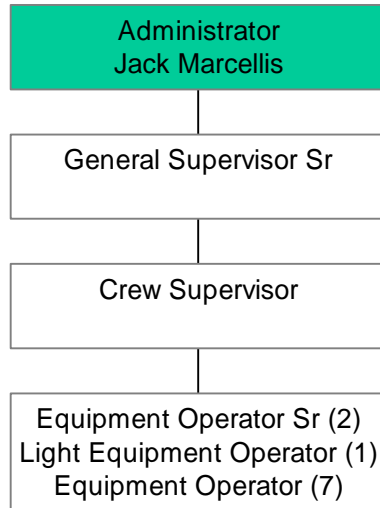 Administrator
Jack Marcellis
General Supervisor Sr
Crew Supervisor
Equipment Operator Sr (2)
Light Equipment Operator (1)
Equipment Operator (7)